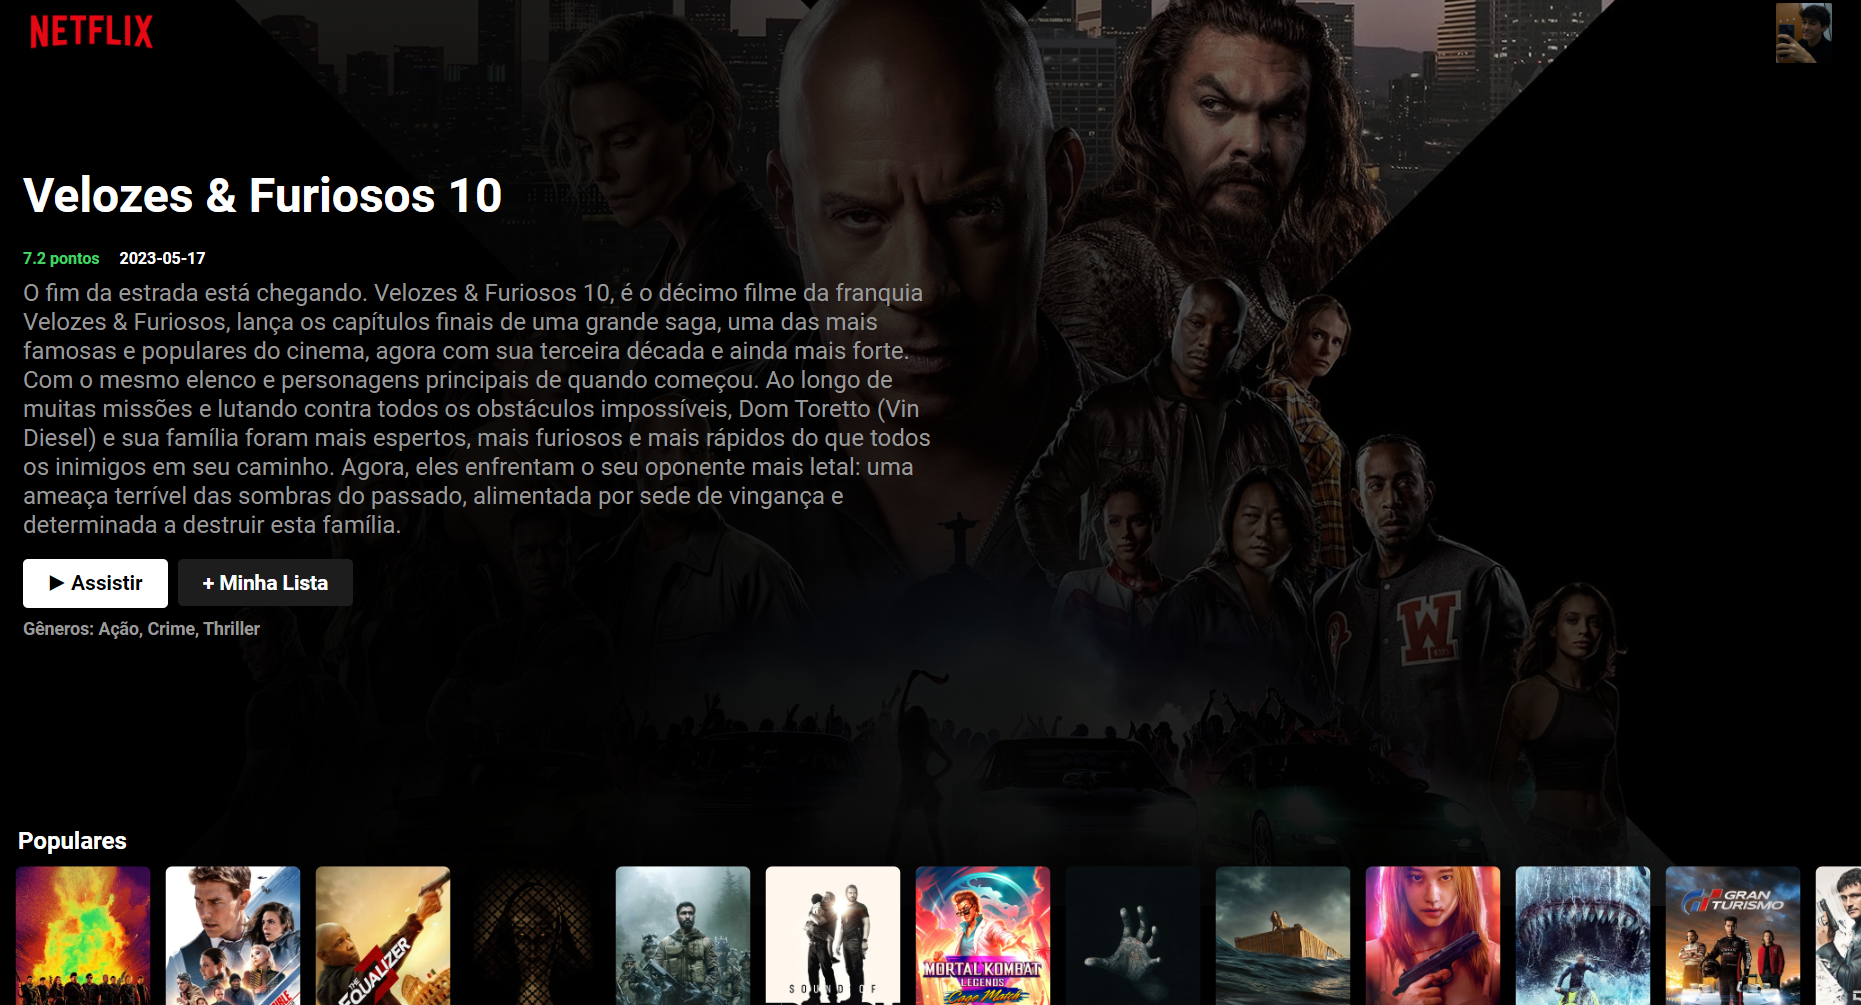 NETFLIX
Velozes & Furiosos 10
7.2 pontos 2023-05-17
O fim da estrada está chegando. Velozes & Furiosos 10, é o décimo filme da franquia
Velozes & Furiosos, lança os capítulos finais de uma grande saga, uma das mais
famosas e populares do cinema, agora com sua terceira década e ainda mais forte.
Com o mesmo elenco e personagens principais de quando começou. Ao longo de
muitas missões e lutando contra todos os obstáculos impossíveis, Dom Toretto (Vin
Diesel) e sua família foram mais espertos, mais furiosos e mais rápidos do que todos
os inimigos em seu caminho. Agora, eles enfrentam o seu oponente mais letal: uma
ameaça terrível das sombras do passado, alimentada por sede de vingança e
determinada a destruir esta família.
▶ Assistir + Minha Lista
Gêneros: Ação, Crime, Thriller
W
Populares
THE
EQUALIZER
SOUND OF
MORTAL KOMBAT
LEGENDS
Cage Match
GRAN
TURISMO